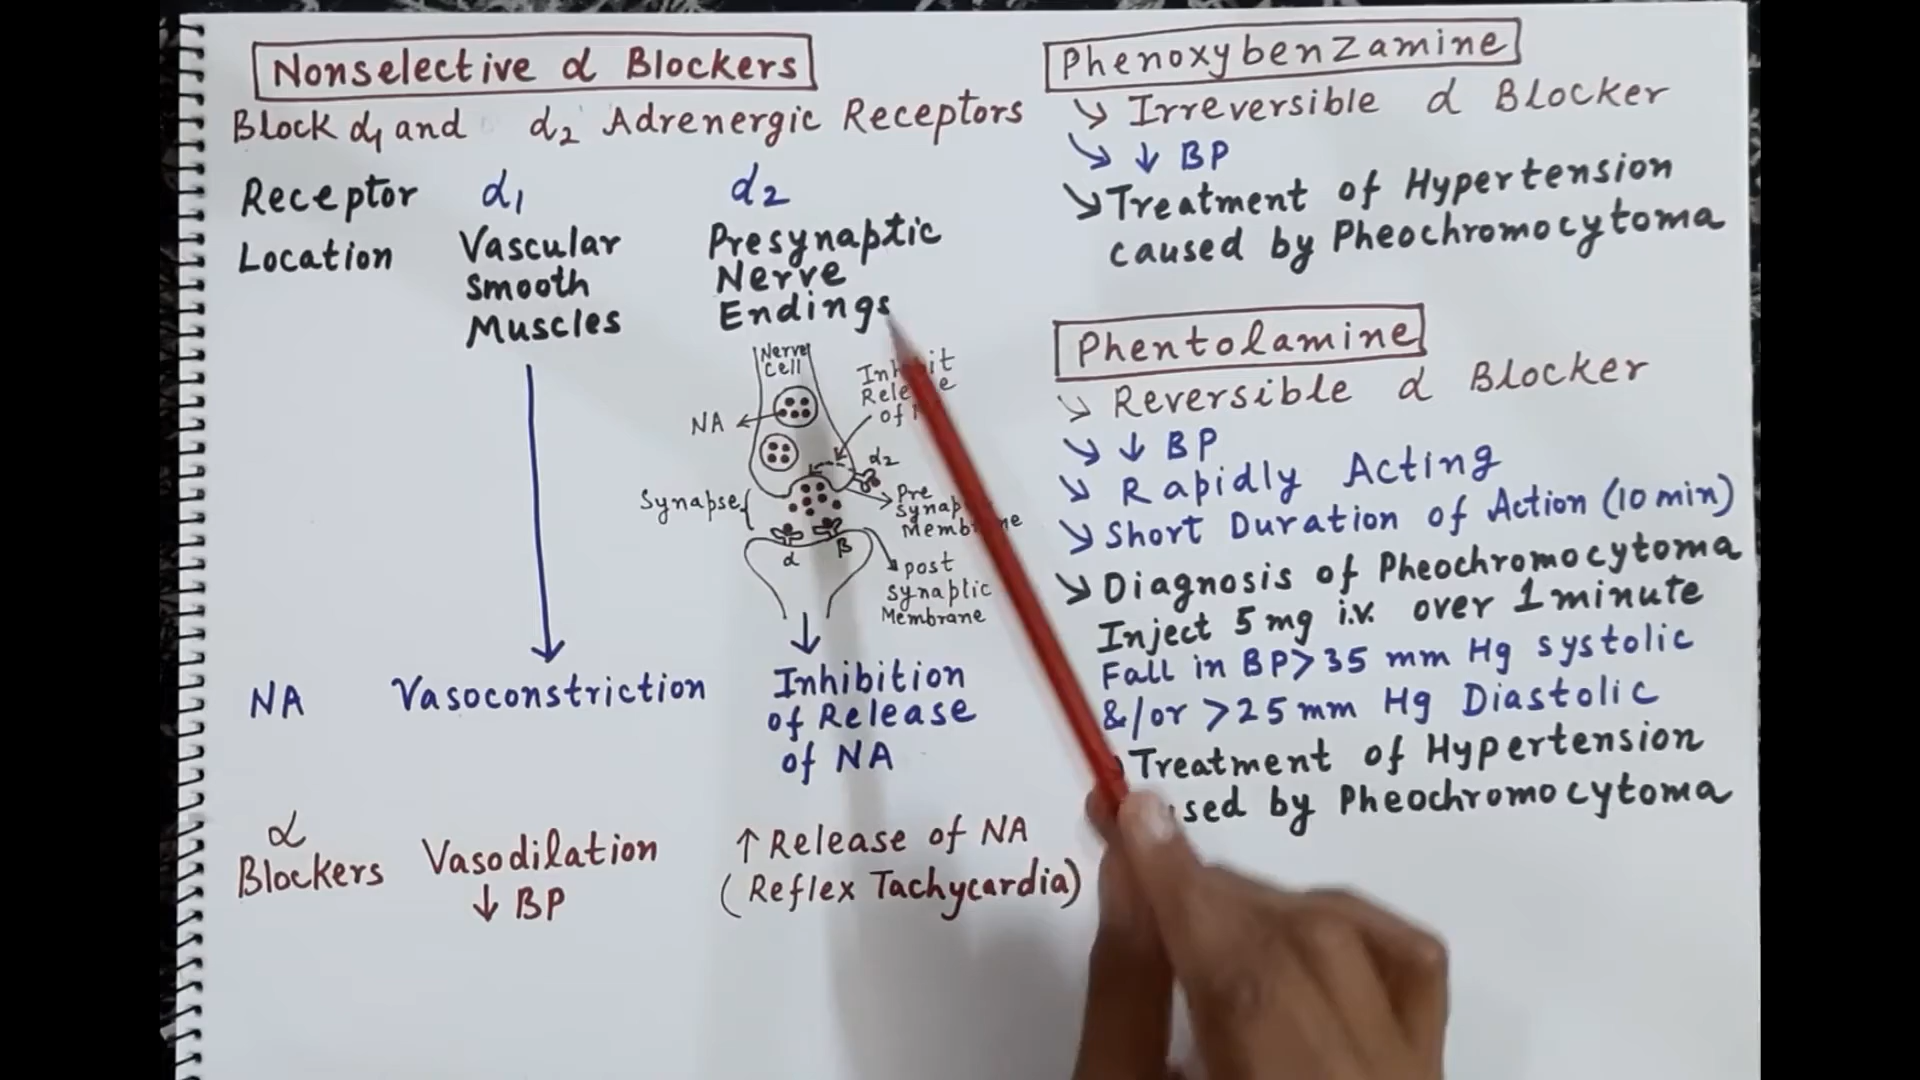 Nonselective α Blockers
Block α1 and α2 Adrenergic Receptors
Receptor α1 α2
Location Vascular Smooth Muscles
Presynaptic Nerve Endings
Nerve Cell
Release
of
NA
α2
Synapse
Pre
Synaptic
Membrane
α β
post
synaptic
Membrane
NA Vasoconstriction
Inhibition
of Release
of NA
α
Blockers
Vasodilation
↓ BP
↑ Release of NA
(Reflex Tachycardia)
Phenoxybenzamine
↘ Irreversible α Blocker
↘ ↓ BP
↘ Treatment of Hypertension
caused by Pheochromocytoma
Phentolamine
↘ Reversible α Blocker
↘ ↓ BP
↘ Rapidly Acting
↘ Short Duration of Action (10 min)
↘ Diagnosis of Pheochromocytoma
Inject 5 mg i.v. over 1 minute
Fall in BP > 35 mm Hg systolic
&/or > 25 mm Hg Diastolic
Treatment of Hypertension
by Pheochromocytoma